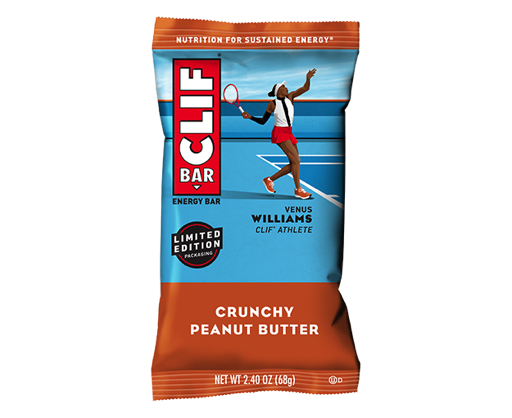 NUTRITION FOR SUSTAINED ENERGY®
CLIF
BAR
ENERGY BAR
VENUS
WILLIAMS
CLIF® ATHLETE
LIMITED
EDITION
PACKAGING
CRUNCHY
PEANUT BUTTER
NET WT 2.40 OZ (68g)
U D